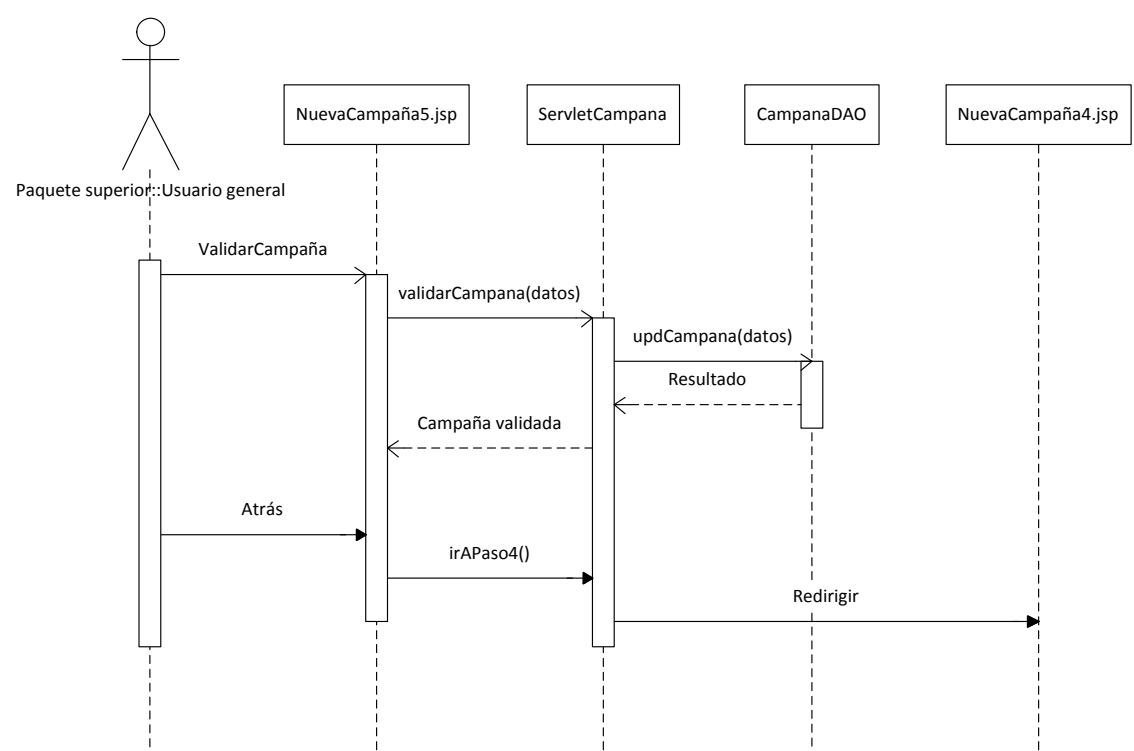 NuevaCampaña5.jsp
ServletCampana
CampanaDAO
NuevaCampaña4.jsp
Paquete superior::Usuario general
ValidarCampaña
validarCampana(datos)
updCampana(datos)
Resultado
Campaña validada
Atrás
irAPaso4()
Redirigir